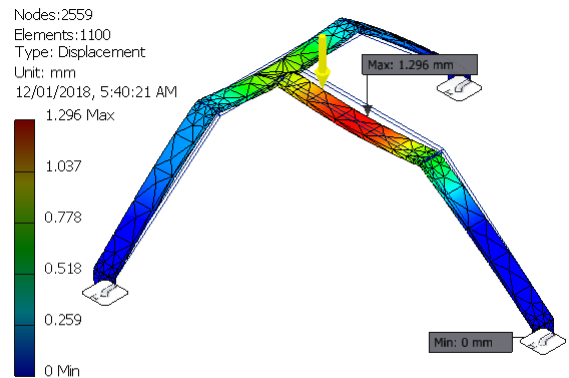 Nodes:2559
Elements:1100
Type: Displacement
Unit: mm
12/01/2018, 5:40:21 AM
1.296 Max
1.037
0.778
0.518
0.259
0 Min
Max: 1.296 mm
Min: 0 mm